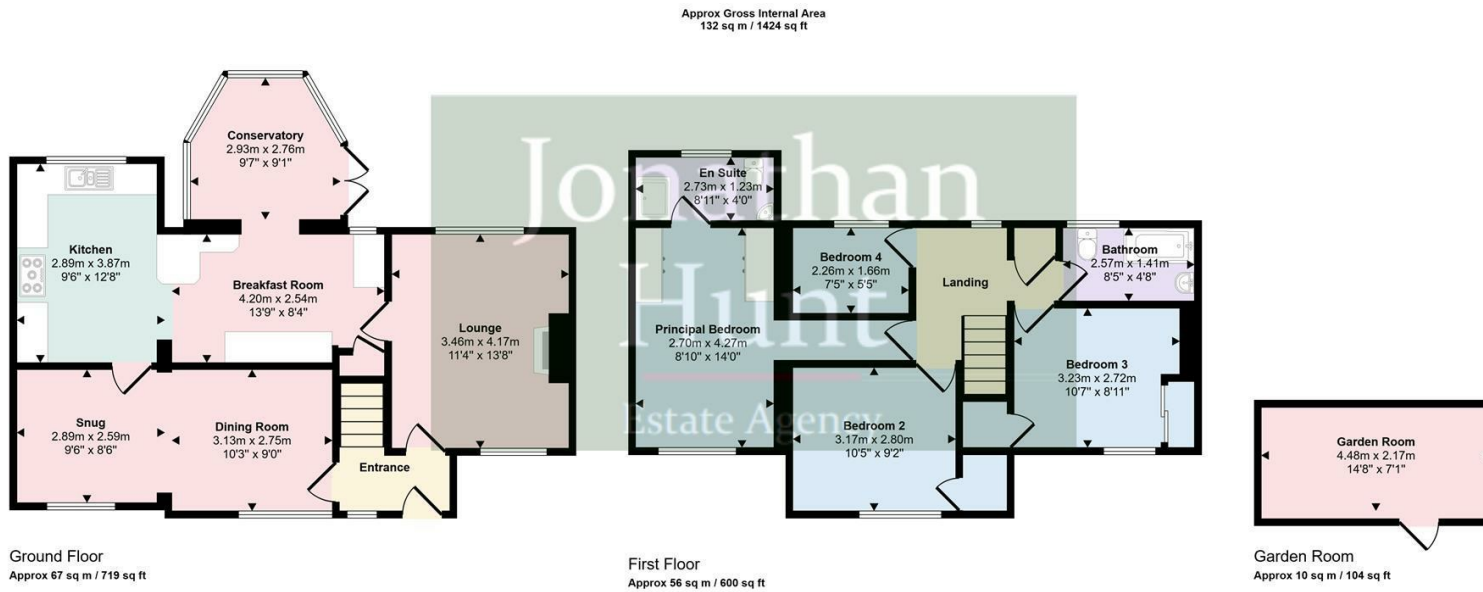 Approx Gross Internal Area
132 sq m / 1424 sq ft
Jonathan
Hunt
Estate Agency
Conservatory
2.93m x 2.76m
9'7" x 9'1"
Kitchen
2.89m x 3.87m
9'6" x 12'8"
Breakfast Room
4.20m x 2.54m
13'9" x 8'4"
Lounge
3.46m x 4.17m
11'4" x 13'8"
Snug
2.89m x 2.59m
9'6" x 8'6"
Dining Room
3.13m x 2.75m
10'3" x 9'0"
Entrance
Ground Floor
Approx 67 sq m / 719 sq ft
En Suite
2.73m x 1.23m
8'11" x 4'0"
Bedroom 4
2.26m x 1.66m
7'5" x 5'5"
Landing
Bathroom
2.57m x 1.41m
8'5" x 4'8"
Principal Bedroom
2.70m x 4.27m
8'10" x 14'0"
Bedroom 3
3.23m x 2.72m
10'7" x 8'11"
Bedroom 2
3.17m x 2.80m
10'5" x 9'2"
First Floor
Approx 56 sq m / 600 sq ft
Garden Room
4.48m x 2.17m
14'8" x 7'1"
Garden Room
Approx 10 sq m / 104 sq ft